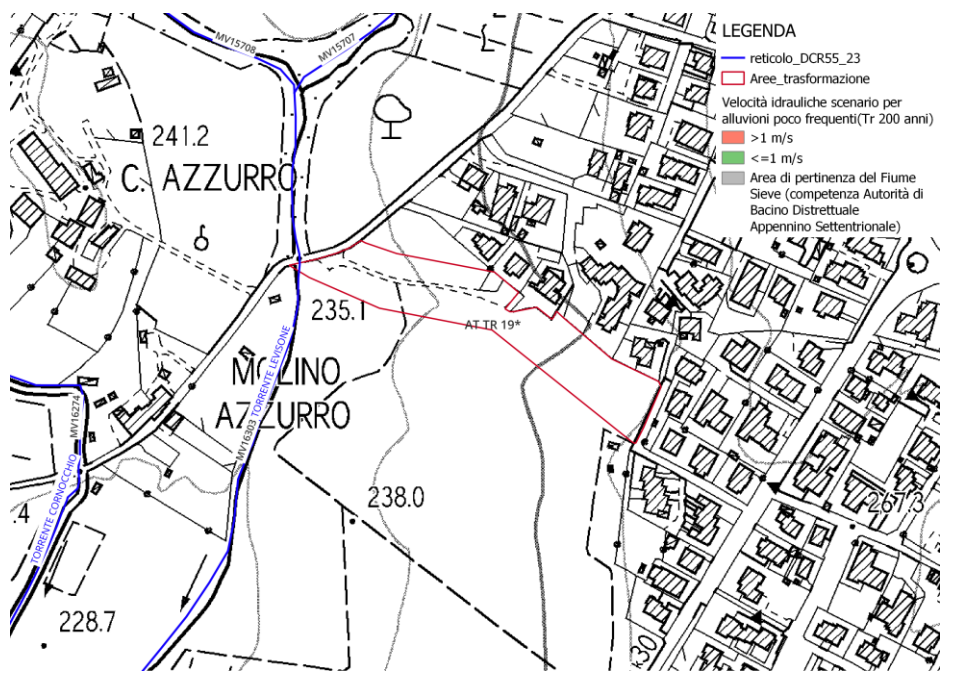 LEGENDA
reticolo_DCR55_23
Aree_trasformazione
Velocità idrauliche scenario per
alluvioni poco frequenti(Tr 200 anni)
>1 m/s
<=1 m/s
Area di pertinenza del Fiume
Sieve (competenza Autorità di
Bacino Distrettuale
Appennino Settentrionale)
MV15708
MV15707
241.2
C. AZZURRO
235.1
AT TR 19*
MOLINO
AZZURRO
TORRENTE LEVISONE
MV16303
MV16274
TORRENTE CORNOCCHIO
238.0
267.3
.4
228.7
30